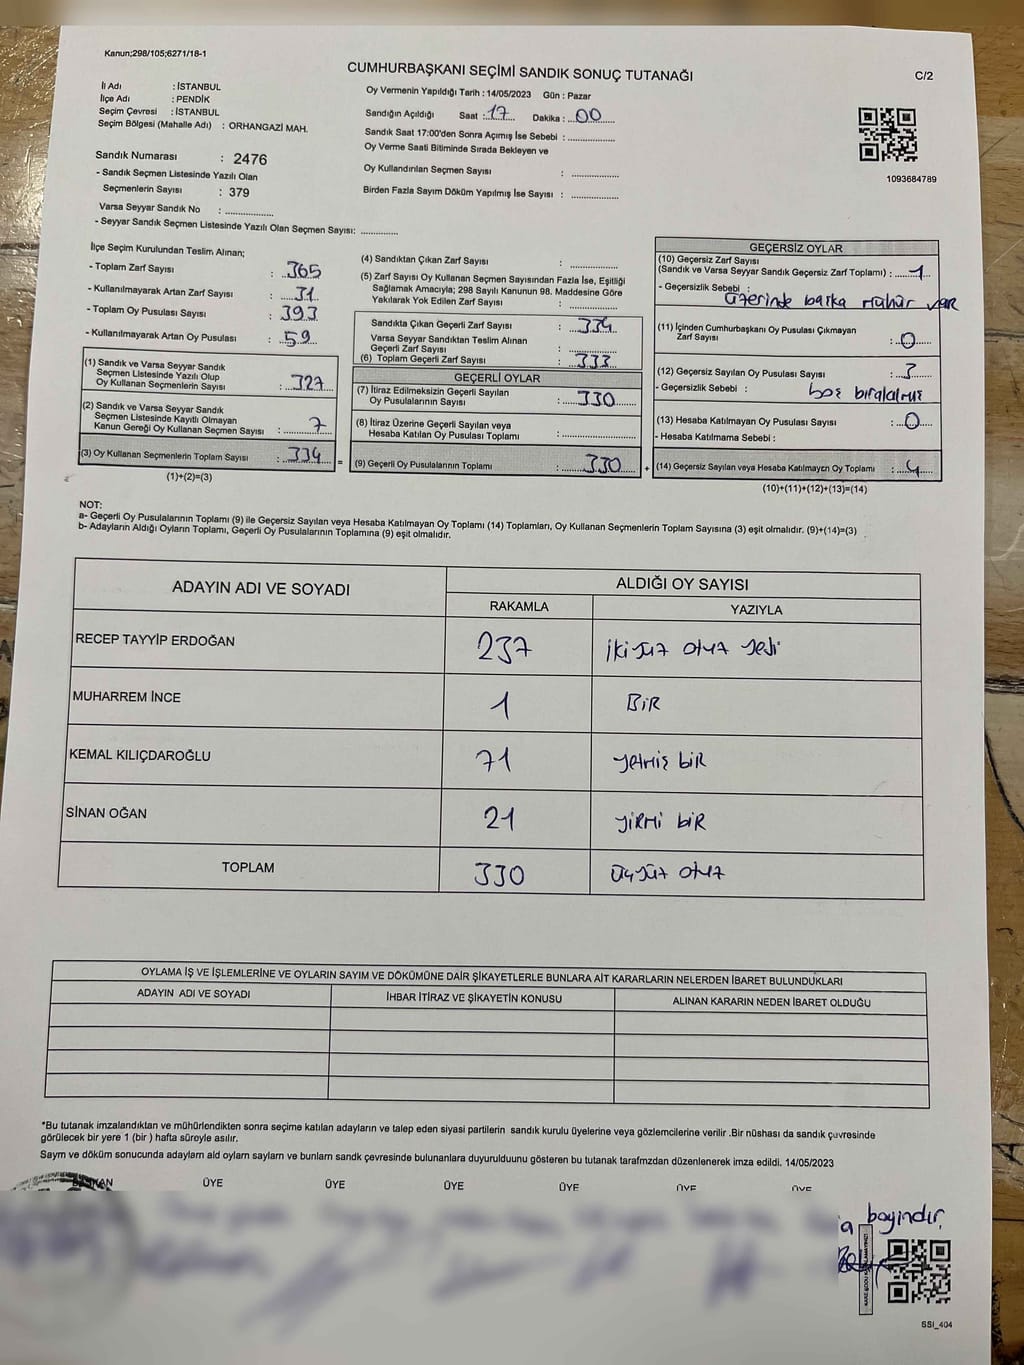 Kanun;298/105;6271/18-1
CUMHURBAŞKANI SEÇİMİ SANDIK SONUÇ TUTANAĞI
C/2
İl Adı : İSTANBUL
İlçe Adı : PENDİK
Seçim Çevresi : İSTANBUL
Seçim Bölgesi (Mahalle Adı) : ORHANGAZİ MAH.
Oy Vermenin Yapıldığı Tarih : 14/05/2023 Gün : Pazar
Sandığın Açıldığı Saat : 17 Dakika : 00
Sandık Saat 17:00'den Sonra Açımış İse Sebebi :
Oy Verme Saati Bitiminde Sırada Bekleyen ve
Oy Kullandırılan Seçmen Sayısı :
Birden Fazla Sayım Döküm Yapılmış İse Sayısı :
1093684789
Sandık Numarası : 2476
- Sandık Seçmen Listesinde Yazılı Olan
Seçmenlerin Sayısı : 379
Varsa Seyyar Sandık No :
- Seyyar Sandık Seçmen Listesinde Yazılı Olan Seçmen Sayısı:
İlçe Seçim Kurulundan Teslim Alınan;
- Toplam Zarf Sayısı : 365
- Kullanılmayarak Artan Zarf Sayısı : 31
- Toplam Oy Pusulası Sayısı : 393
- Kullanılmayarak Artan Oy Pusulası : 59
(1) Sandık ve Varsa Seyyar Sandık
Seçmen Listesinde Yazılı Olup
Oy Kullanan Seçmenlerin Sayısı : 327
(2) Sandık ve Varsa Seyyar Sandık
Seçmen Listesinde Kayıtlı Olmayan
Kanun Gereği Oy Kullanan Seçmen Sayısı : 7
(3) Oy Kullanan Seçmenlerin Toplam Sayısı : 334 =
(1)+(2)=(3)
(4) Sandıktan Çıkan Zarf Sayısı :
(5) Zarf Sayısı Oy Kullanan Seçmen Sayısından Fazla İse, Eşitliği
Sağlamak Amacıyla; 298 Sayılı Kanunun 98. Maddesine Göre
Yakılarak Yok Edilen Zarf Sayısı :
Sandıkta Çıkan Geçerli Zarf Sayısı : 334
Varsa Seyyar Sandıktan Teslim Alınan
Geçerli Zarf Sayısı :
(6) Toplam Geçerli Zarf Sayısı : 333
GEÇERLİ OYLAR
(7) İtiraz Edilmeksizin Geçerli Sayılan
Oy Pusulalarının Sayısı : 330
(8) İtiraz Üzerine Geçerli Sayılan veya
Hesaba Katılan Oy Pusulası Toplamı :
(9) Geçerli Oy Pusulalarının Toplamı : 330 +
GEÇERSİZ OYLAR
(10) Geçersiz Zarf Sayısı
(Sandık ve Varsa Seyyar Sandık Geçersiz Zarf Toplamı) : 1
- Geçersizlik Sebebi :
üzerinde başka mühür var
(11) İçinden Cumhurbaşkanı Oy Pusulası Çıkmayan
Zarf Sayısı : 0
(12) Geçersiz Sayılan Oy Pusulası Sayısı : 3
- Geçersizlik Sebebi : boş bırakılmış
(13) Hesaba Katılmayan Oy Pusulası Sayısı : 0
- Hesaba Katılmama Sebebi :
(14) Geçersiz Sayılan veya Hesaba Katılmayan Oy Toplamı : 4
(10)+(11)+(12)+(13)=(14)
NOT:
a- Geçerli Oy Pusulalarının Toplamı (9) ile Geçersiz Sayılan veya Hesaba Katılmayan Oy Toplamı (14) Toplamları, Oy Kullanan Seçmenlerin Toplam Sayısına (3) eşit olmalıdır. (9)+(14)=(3)
b- Adayların Aldığı Oyların Toplamı, Geçerli Oy Pusulalarının Toplamına (9) eşit olmalıdır.
ADAYIN ADI VE SOYADI
ALDIĞI OY SAYISI
RAKAMLA YAZIYLA
RECEP TAYYİP ERDOĞAN 237 iki yüz otuz yedi
MUHARREM İNCE 1 BİR
KEMAL KILIÇDAROĞLU 71 yetmiş bir
SİNAN OĞAN 21 yirmi bir
TOPLAM 330 üçyüz otuz
OYLAMA İŞ VE İŞLEMLERİNE VE OYLARIN SAYIM VE DÖKÜMÜNE DAİR ŞİKAYETLERLE BUNLARA AİT KARARLARIN NELERDEN İBARET BULUNDUKLARI
ADAYIN ADI VE SOYADI İHBAR İTİRAZ VE ŞİKAYETİN KONUSU ALINAN KARARIN NEDEN İBARET OLDUĞU
*Bu tutanak imzalandıktan ve mühürlendikten sonra seçime katılan adayların ve talep eden siyasi partilerin sandık kurulu üyelerine veya gözlemcilerine verilir .Bir nüshası da sandık çuvresinde
görülecek bir yere 1 (bir ) hafta süreyle asılır.
Sayım ve döküm sonucunda adaylarn ald oylarn saylarn ve bunlarn sandk çevresinde bulunanlara duyurulduunu gösteren bu tutanak tarafmzdan düzenlenerek imza edildi. 14/05/2023
BAŞKAN ÜYE ÜYE ÜYE ÜYE ÜYE ÜYE
bayindir
SSI_404